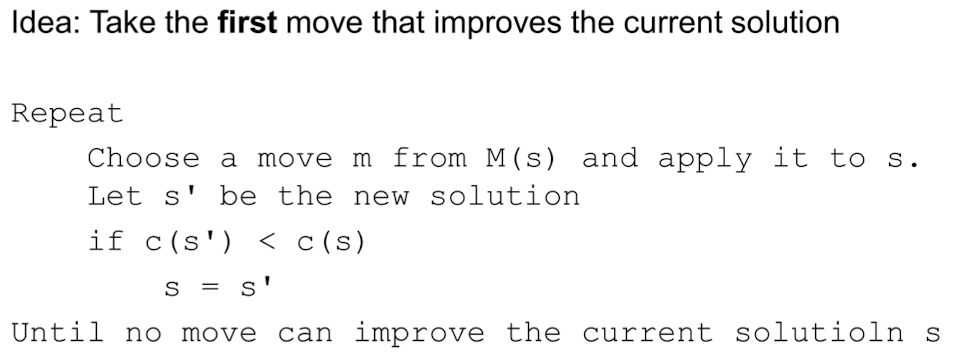 Idea: Take the first move that improves the current solution
Repeat
Choose a move m from M(s) and apply it to s.
Let s' be the new solution
if c(s') < c(s)
s = s'
Until no move can improve the current solutioln s